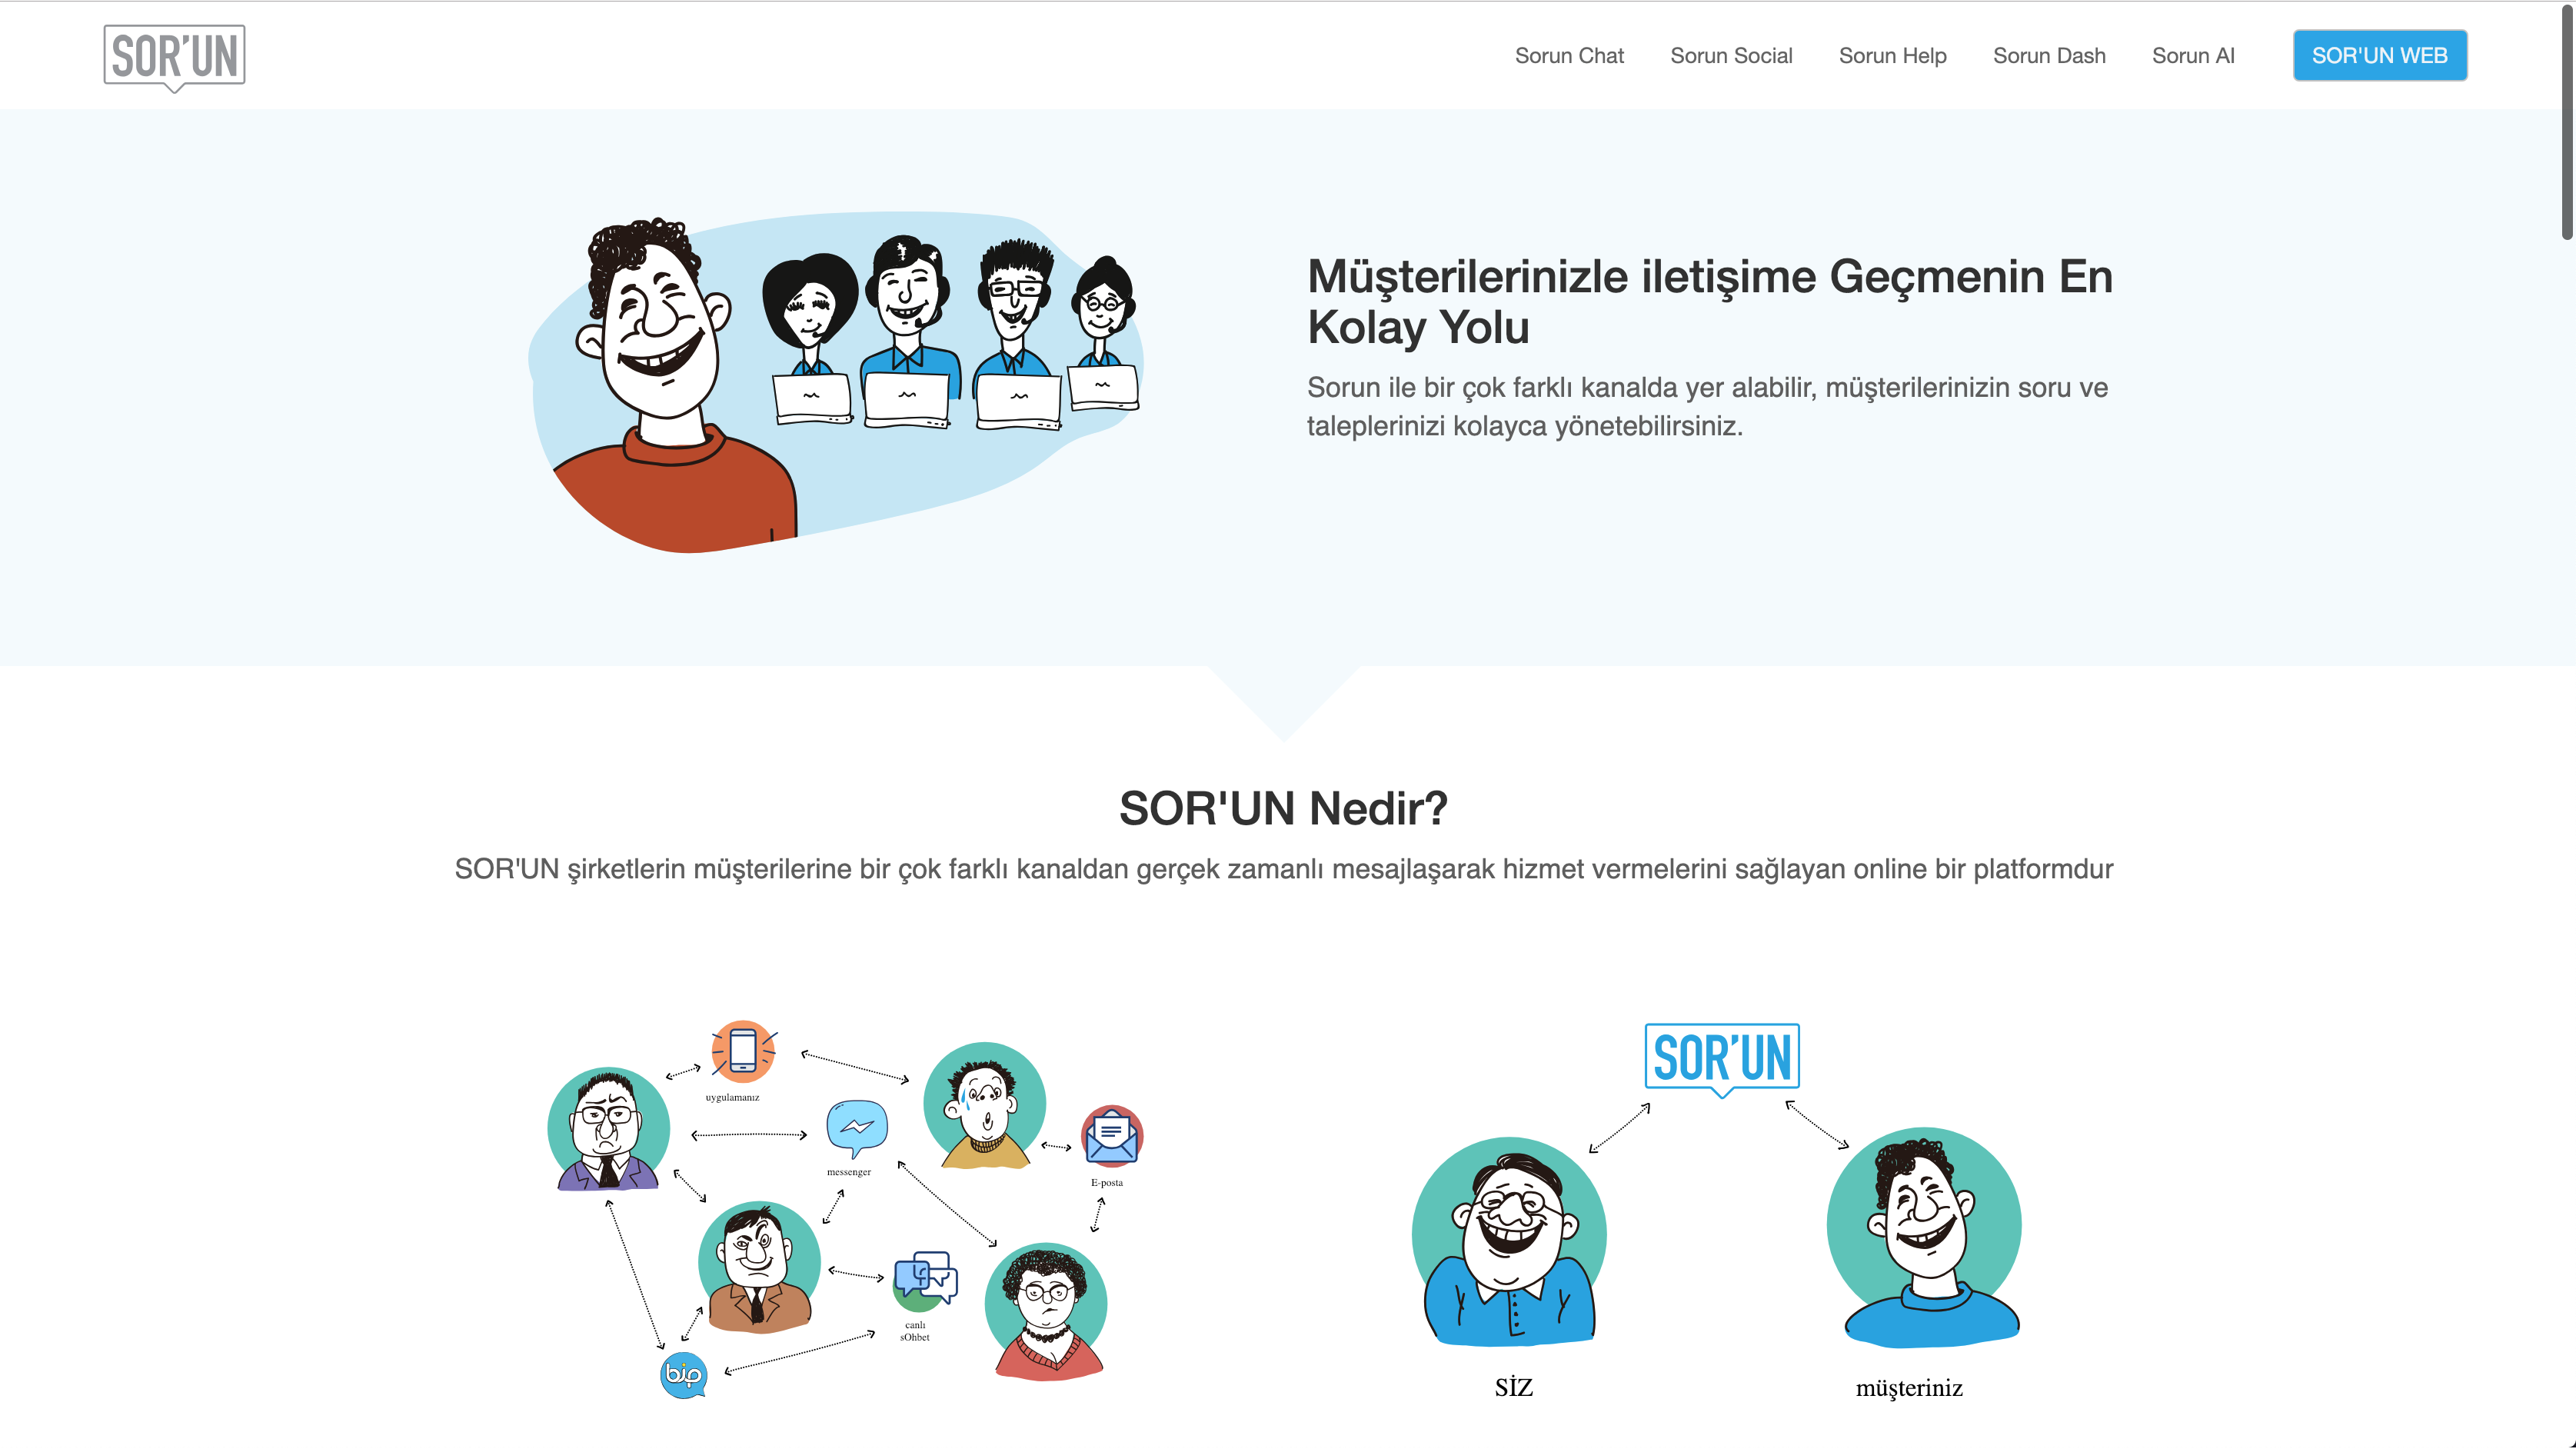 SOR'UN
Sorun Chat
Sorun Social
Sorun Help
Sorun Dash
Sorun AI
SOR'UN WEB
Müşterilerinizle iletişime Geçmenin En
Kolay Yolu
Sorun ile bir çok farklı kanalda yer alabilir, müşterilerinizin soru ve
taleplerinizi kolayca yönetebilirsiniz.
SOR'UN Nedir?
SOR'UN şirketlerin müşterilerine bir çok farklı kanaldan gerçek zamanlı mesajlaşarak hizmet vermelerini sağlayan online bir platformdur
uygulamanız
messenger
E-posta
canlı
sOhbet
bip
SOR'UN
SİZ
müşteriniz